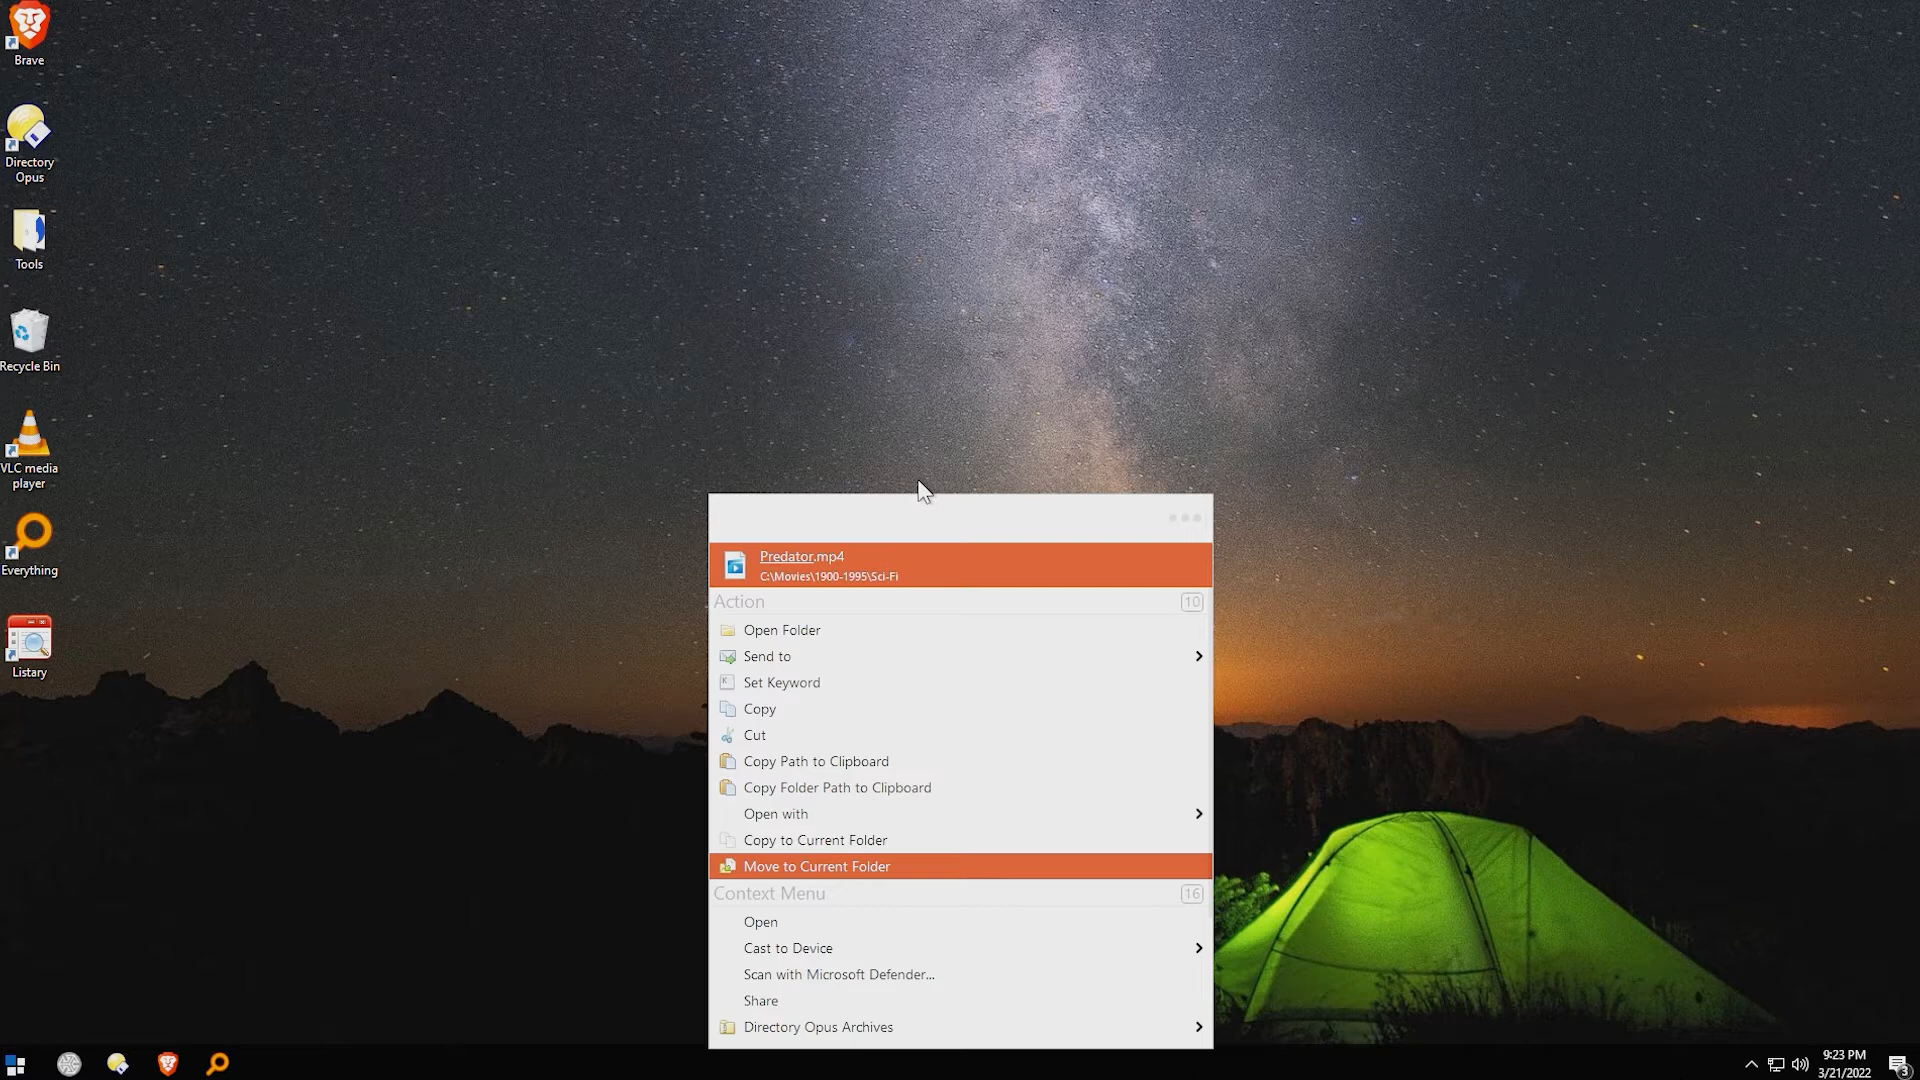 Brave
Directory
Opus
Tools
Recycle Bin
VLC media
player
Everything
Listary
Predator.mp4
C:\Movies\1900-1995\Sci-Fi
Action 10
Open Folder
Send to
Set Keyword
Copy
Cut
Copy Path to Clipboard
Copy Folder Path to Clipboard
Open with
Copy to Current Folder
Move to Current Folder
Context Menu 16
Open
Cast to Device
Scan with Microsoft Defender...
Share
Directory Opus Archives
9:23 PM
3/21/2022
3